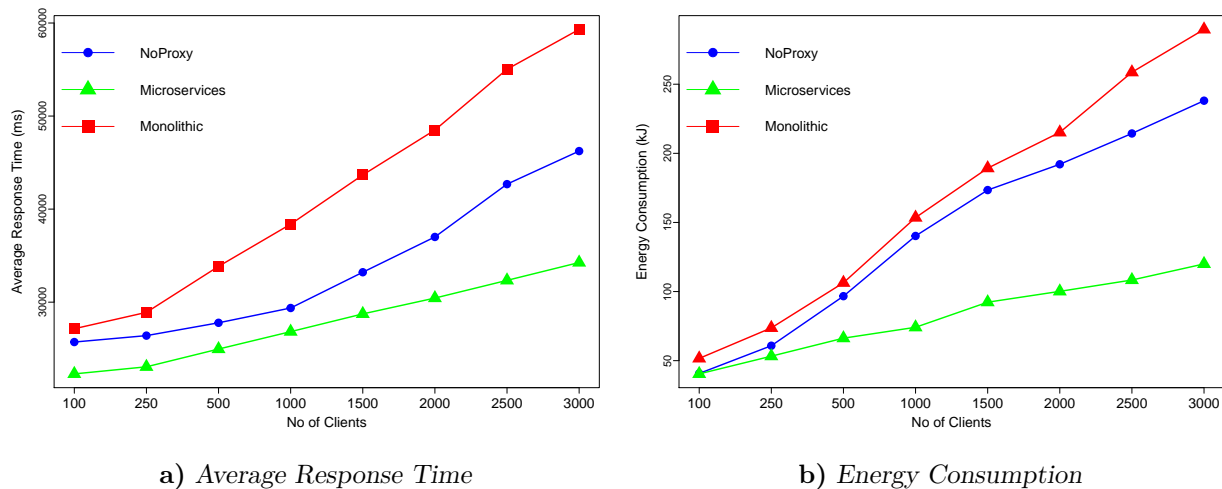 60000
50000
40000
30000
Average Response Time (ms)
NoProxy
Microservices
Monolithic
100 250 500 1000 1500 2000 2500 3000
No of Clients
a) Average Response Time
250
200
150
100
50
Energy Consumption (kJ)
NoProxy
Microservices
Monolithic
100 250 500 1000 1500 2000 2500 3000
No of Clients
b) Energy Consumption